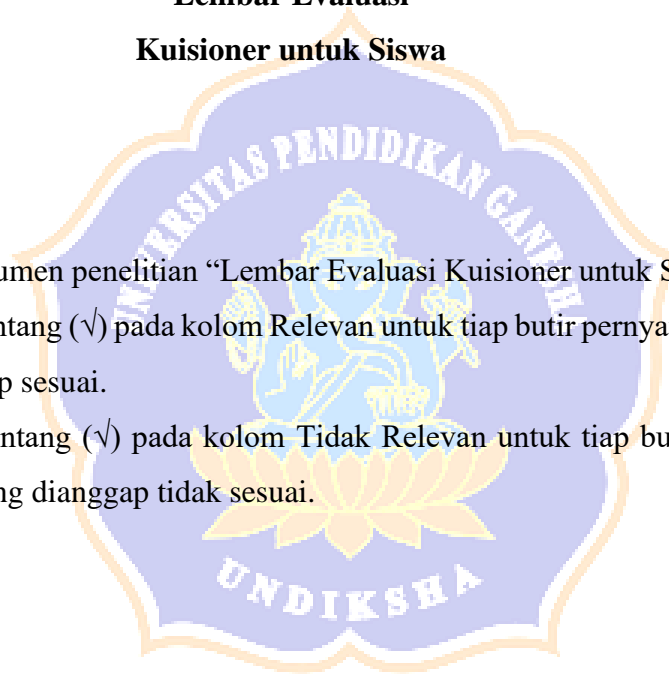 Lembar Evaluasi
Kuisioner untuk Siswa
UNIVERSITAS PENDIDIKAN GANESHA
umen penelitian “Lembar Evaluasi Kuisioner untuk S
ntang (√) pada kolom Relevan untuk tiap butir pernya
p sesuai.
ntang (√) pada kolom Tidak Relevan untuk tiap bu
ng dianggap tidak sesuai.
UNDIKSHA